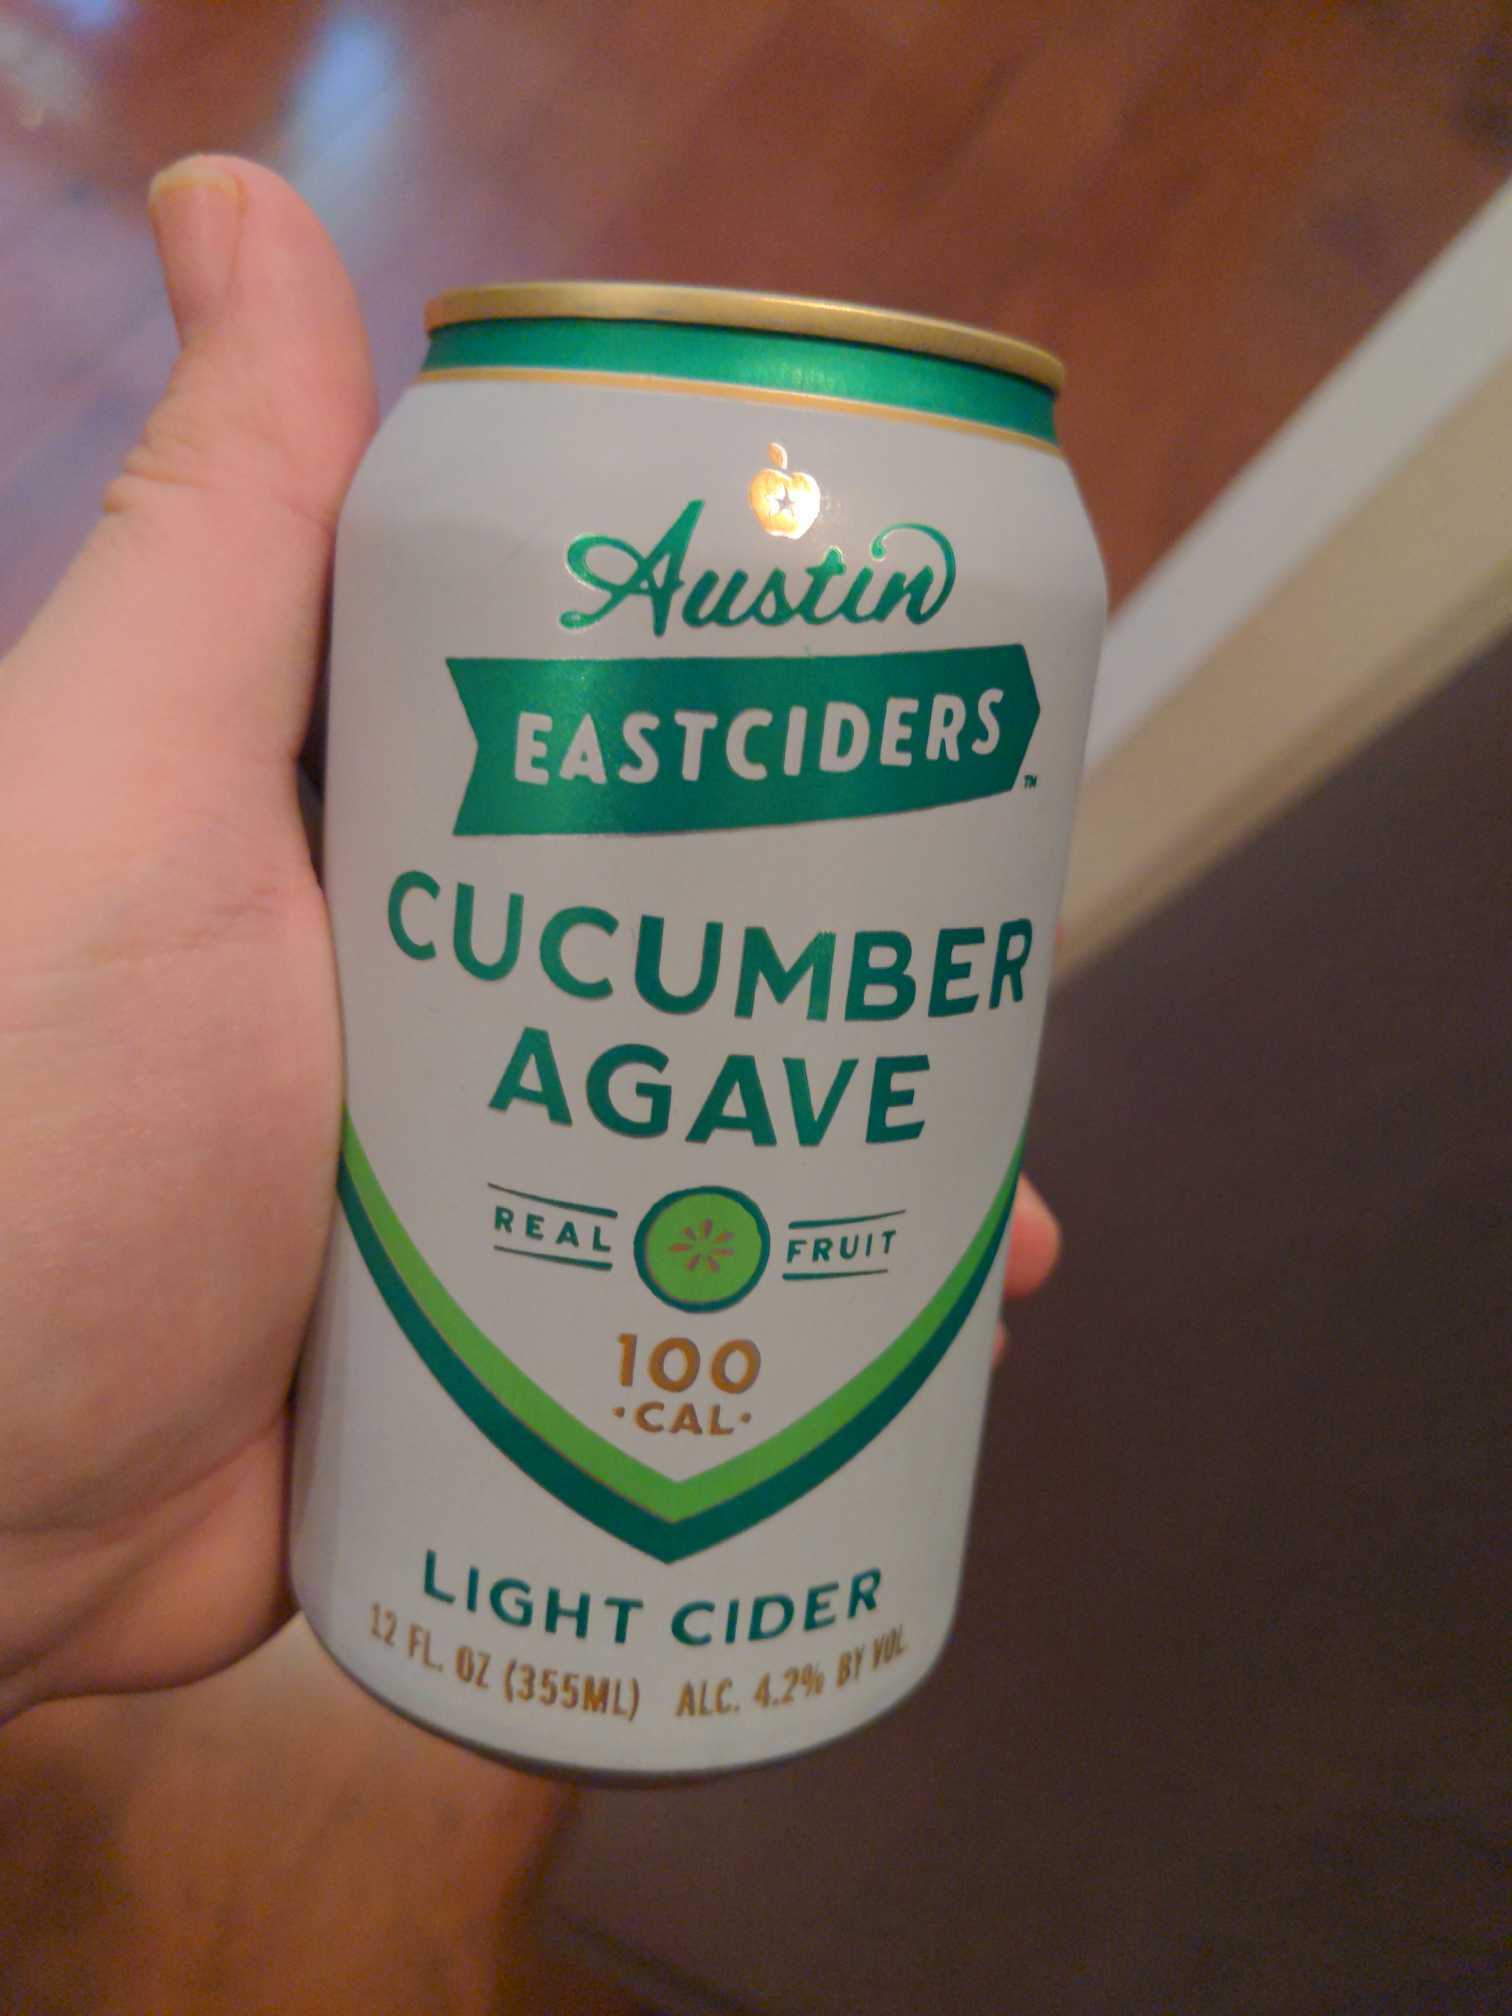 Austin
EASTCIDERS
TM
CUCUMBER
AGAVE
REAL FRUIT
100
·CAL·
LIGHT CIDER
12 FL. OZ (355ML) ALC. 4.2% BY VOL